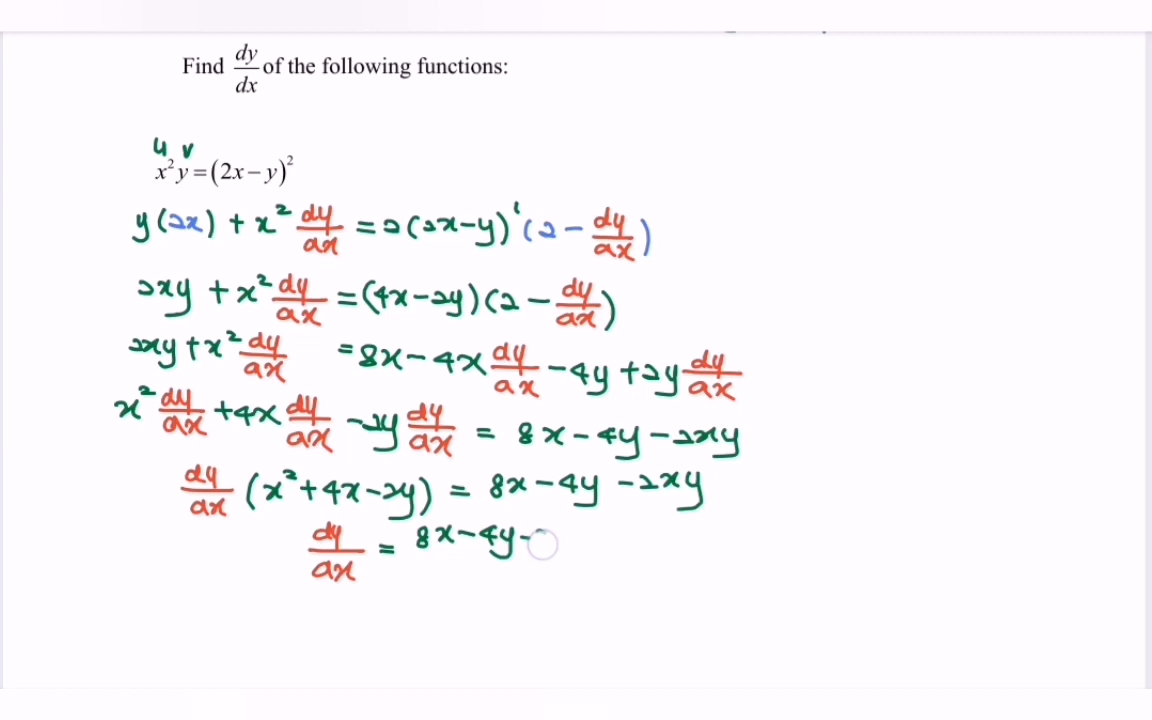 Find dy/dx of the following functions:
u v
x²y = (2x − y)²
y(2x) + x² dy/dx = 2(2x−y)¹(2 − dy/dx)
2xy + x² dy/dx = (4x−2y)(2 − dy/dx)
2xy + x² dy/dx = 8x − 4x dy/dx − 4y + 2y dy/dx
x² dy/dx + 4x dy/dx − 2y dy/dx = 8x − 4y − 2xy
dy/dx (x² + 4x − 2y) = 8x − 4y − 2xy
dy/dx = 8x − 4y −